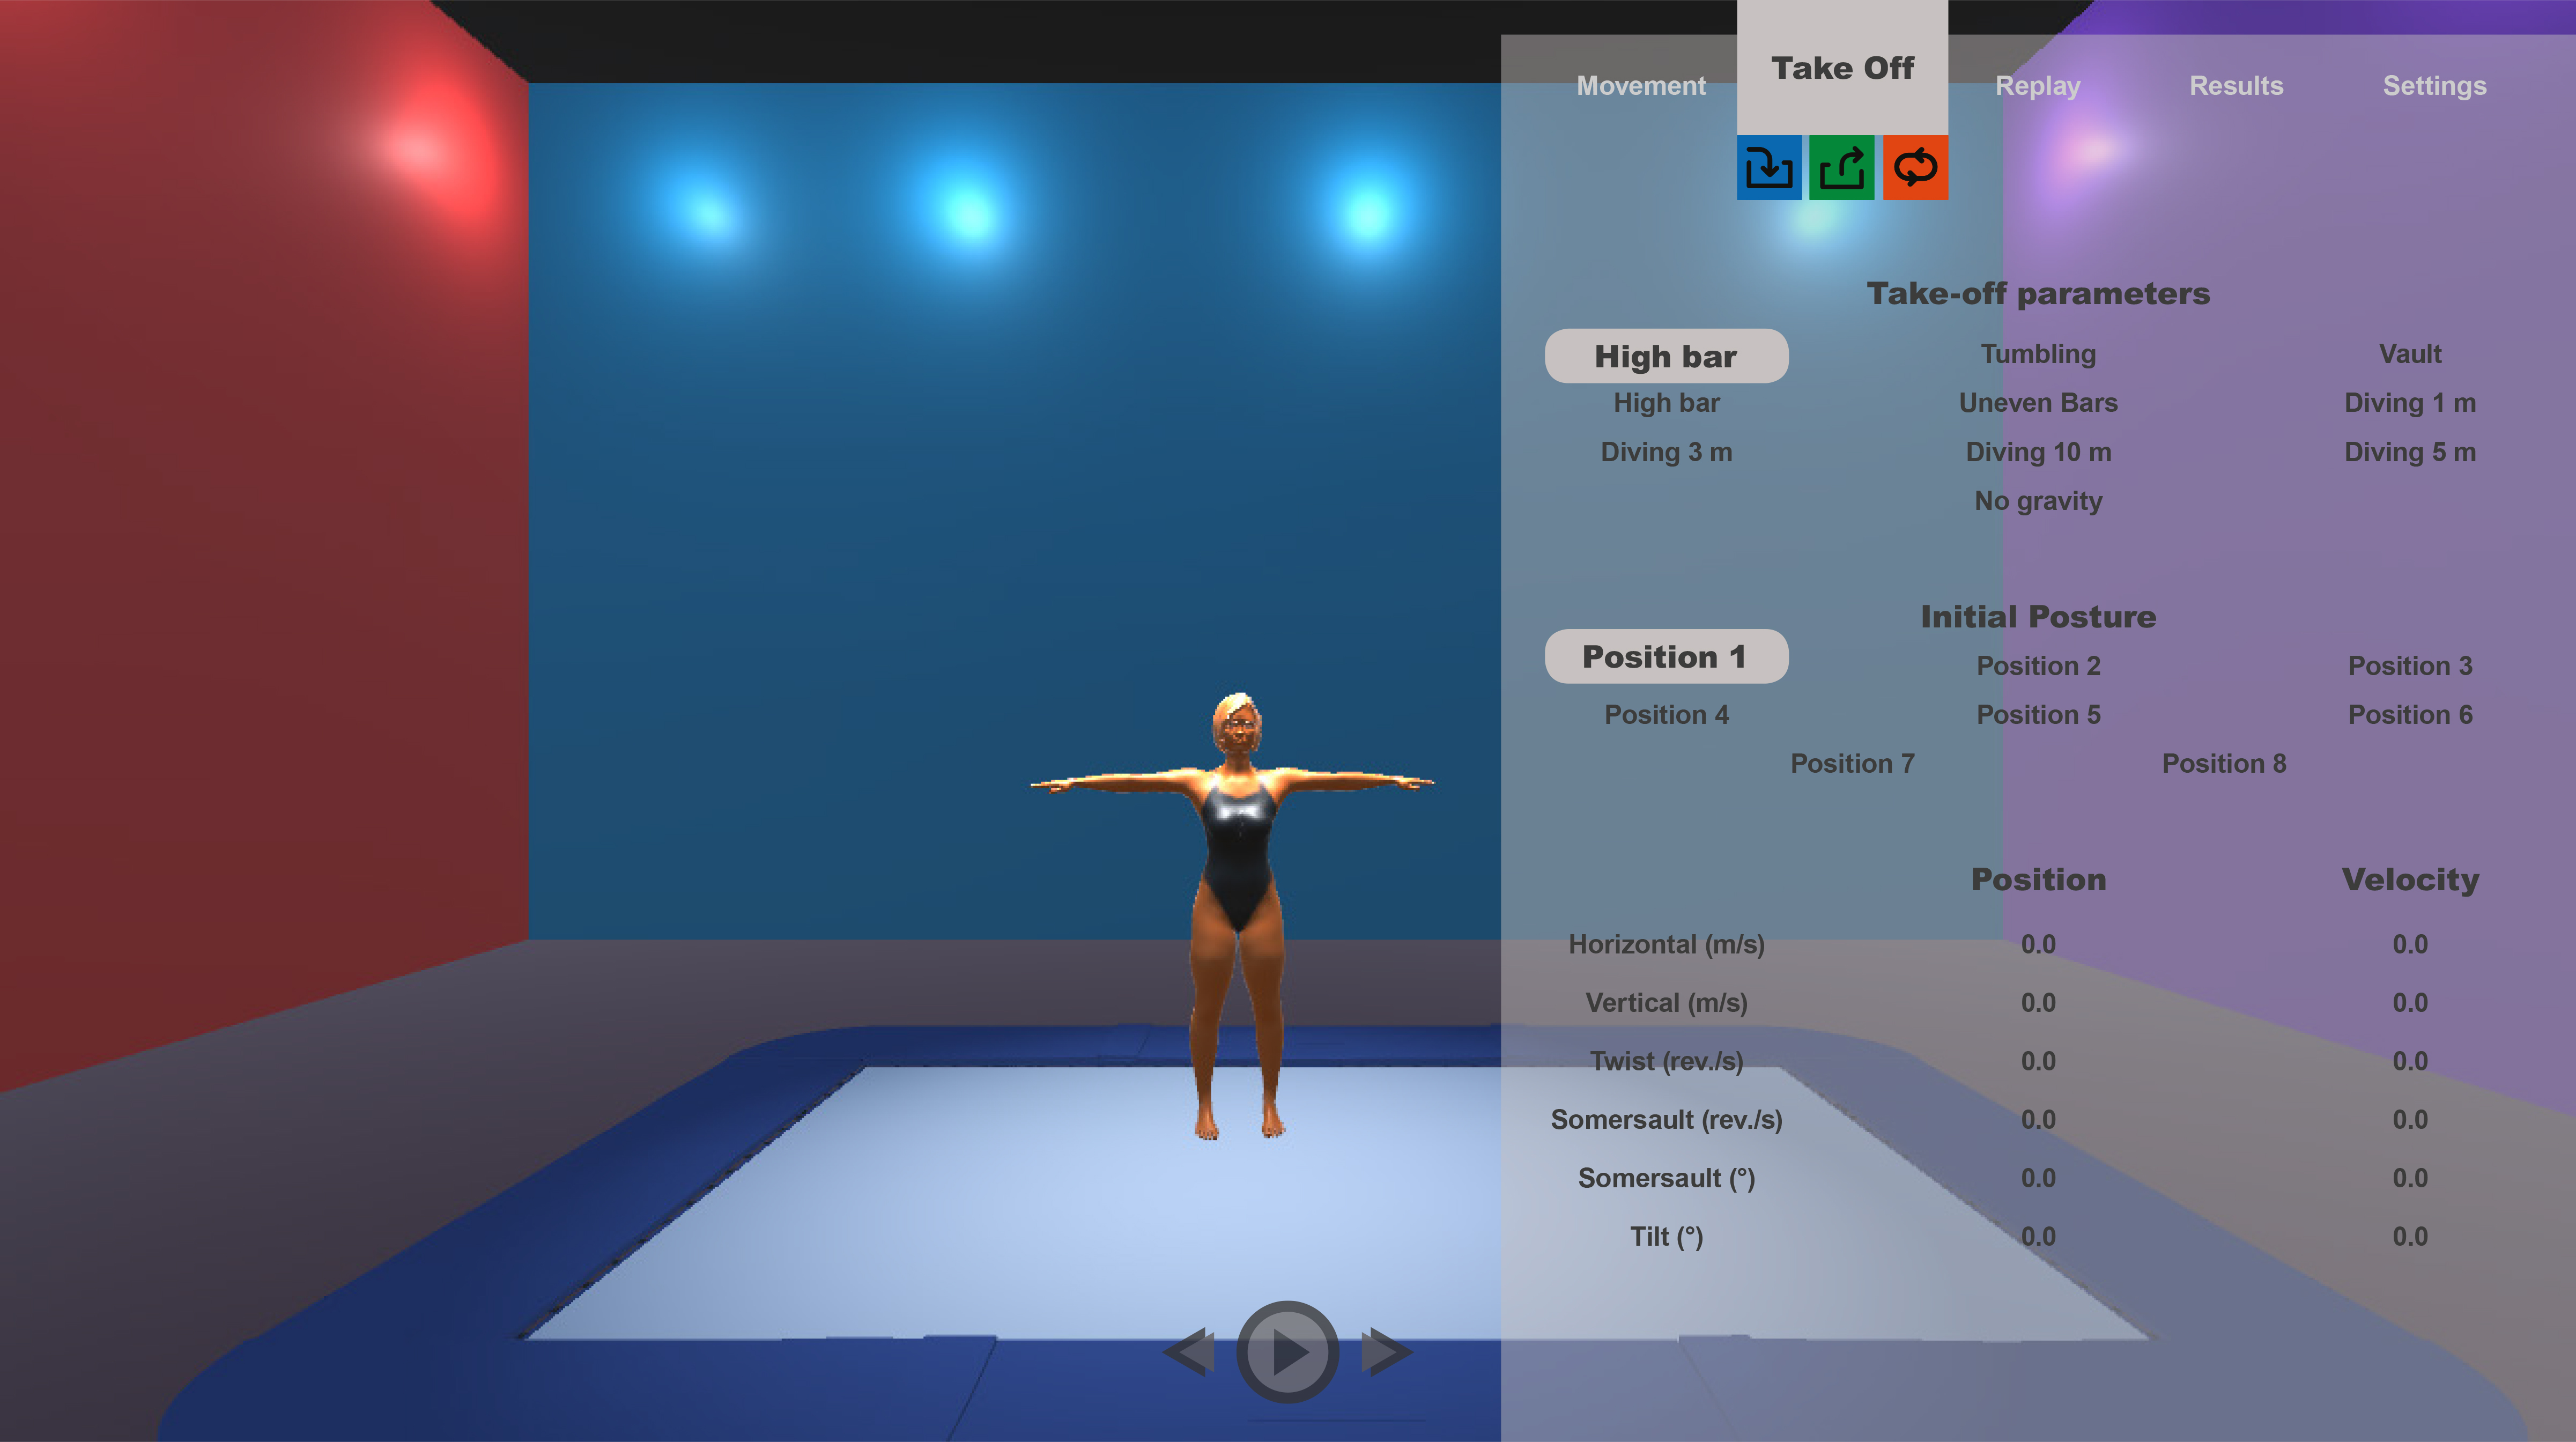 Movement Take Off Replay Results Settings
Take-off parameters
High bar Tumbling Vault
High bar Uneven Bars Diving 1 m
Diving 3 m Diving 10 m Diving 5 m
No gravity
Initial Posture
Position 1 Position 2 Position 3
Position 4 Position 5 Position 6
Position 7 Position 8
Position Velocity
Horizontal (m/s) 0.0 0.0
Vertical (m/s) 0.0 0.0
Twist (rev./s) 0.0 0.0
Somersault (rev./s) 0.0 0.0
Somersault (°) 0.0 0.0
Tilt (°) 0.0 0.0